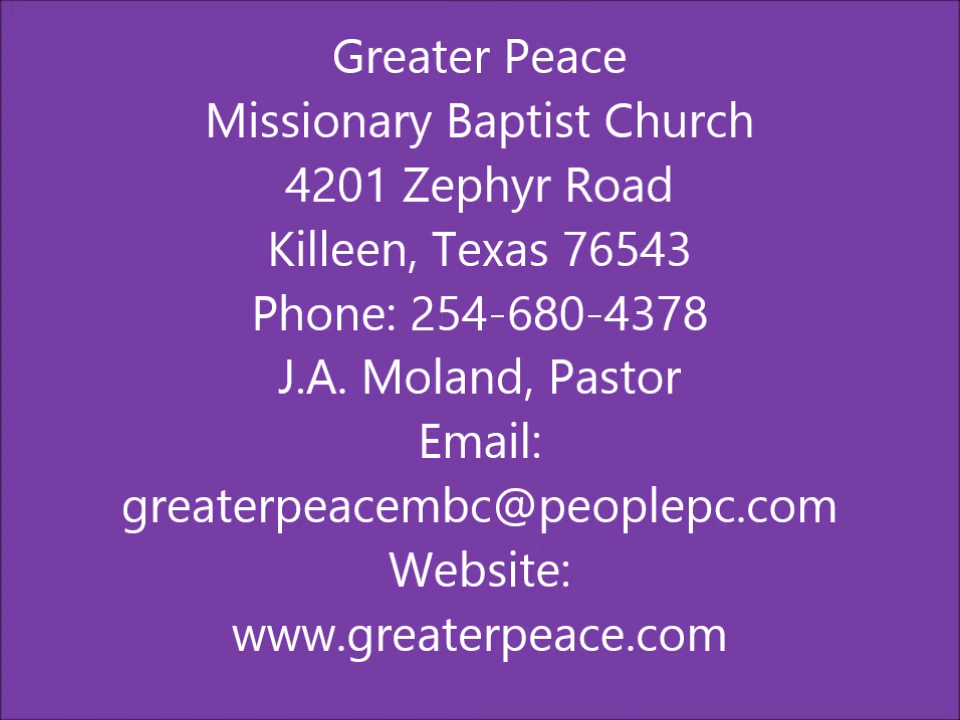 Greater Peace
Missionary Baptist Church
4201 Zephyr Road
Killeen, Texas 76543
Phone: 254-680-4378
J.A. Moland, Pastor
Email:
greaterpeacembc@peoplepc.com
Website:
www.greaterpeace.com